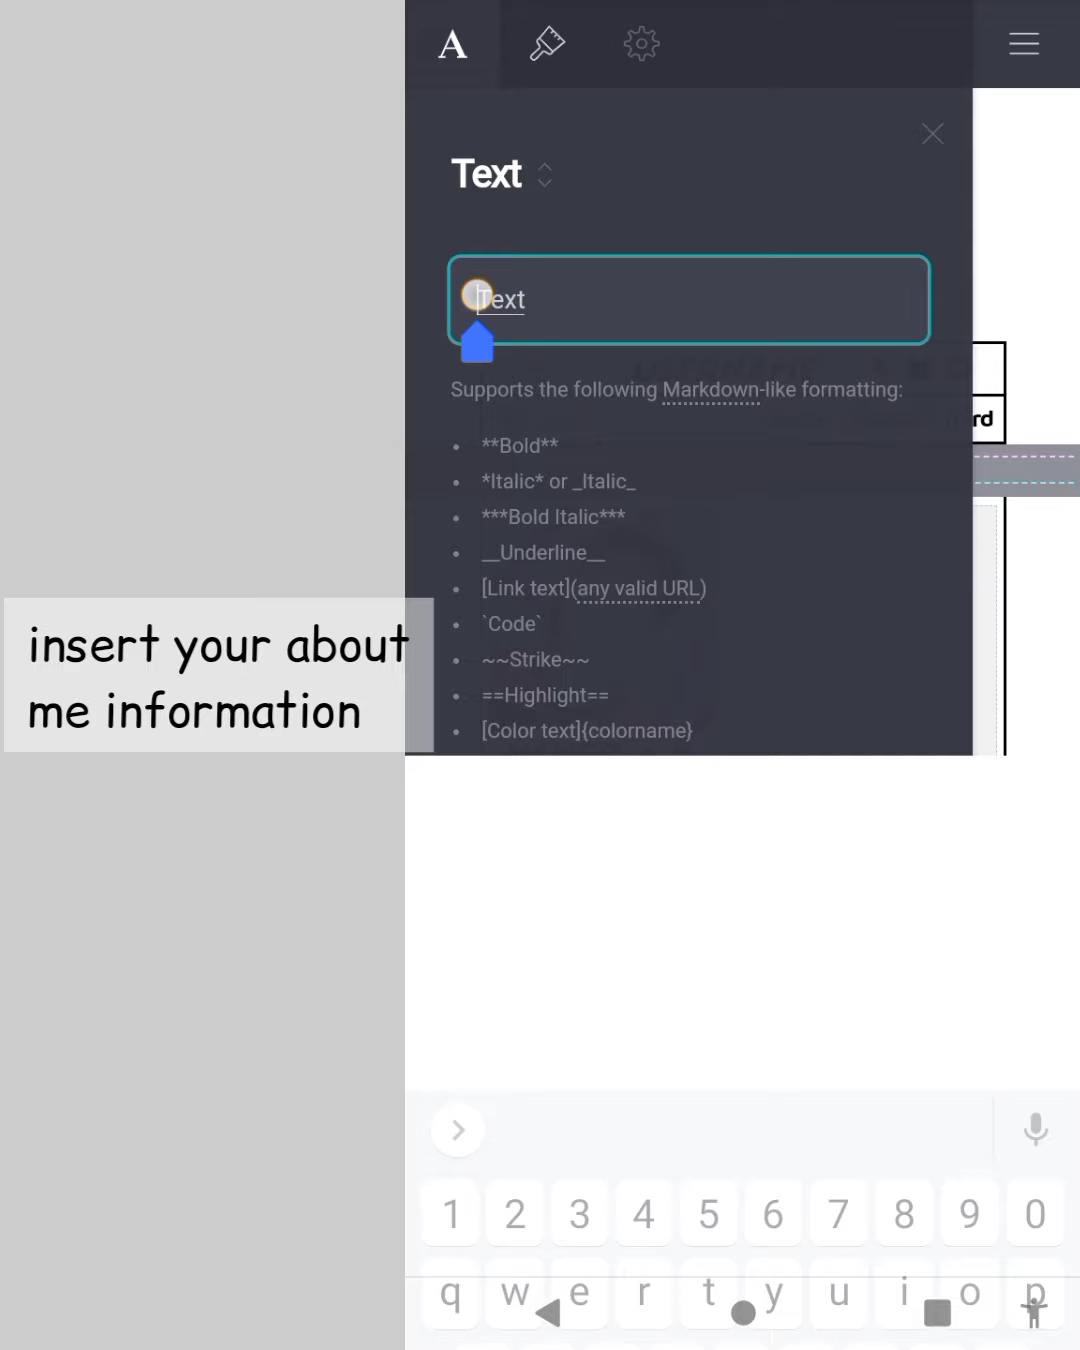 A
Text
Text
Supports the following Markdown-like formatting:
• **Bold**
• *Italic* or _Italic_
• ***Bold Italic***
• __Underline__
• [Link text](any valid URL)
• `Code`
• ~~Strike~~
• ==Highlight==
• [Color text]{colorname}
rd
insert your about
me information
1 2 3 4 5 6 7 8 9 0
q w e r t y u i o p